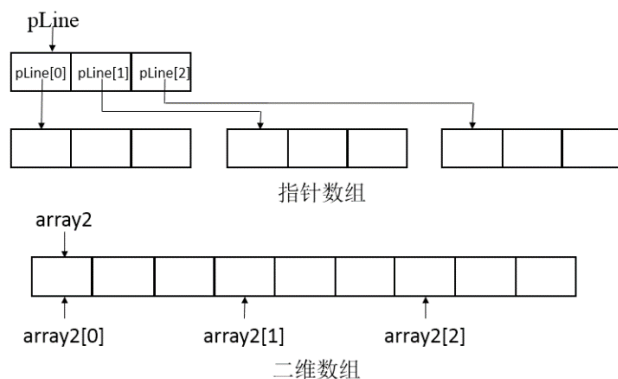 pLine
pLine[0] pLine[1] pLine[2]
指针数组
array2
array2[0] array2[1] array2[2]
二维数组